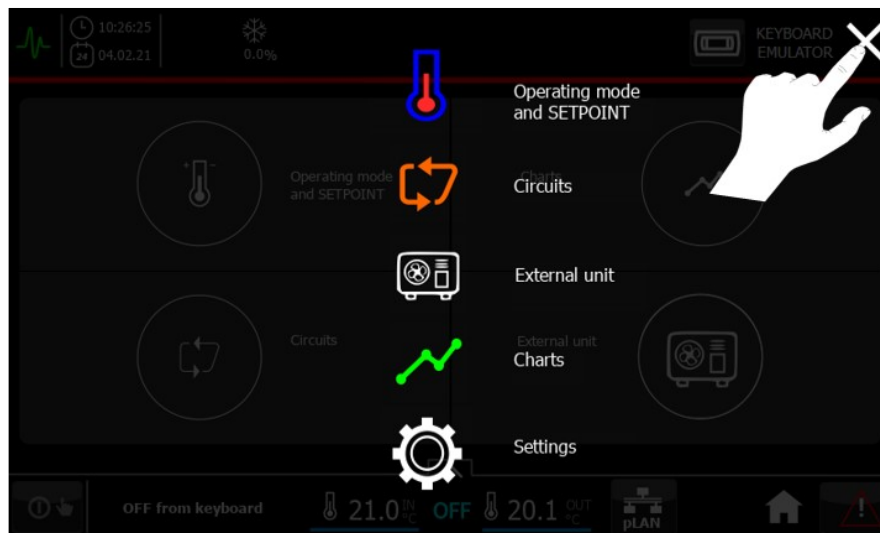 10:26:25
24 04.02.21
0.0%
KEYBOARD
EMULATOR
Operating mode
and SETPOINT
Operating mode
and SETPOINT
Charts
Circuits
External unit
Circuits
External unit
Charts
Settings
OFF from keyboard
21.0 IN °C OFF 20.1 OUT °C
pLAN